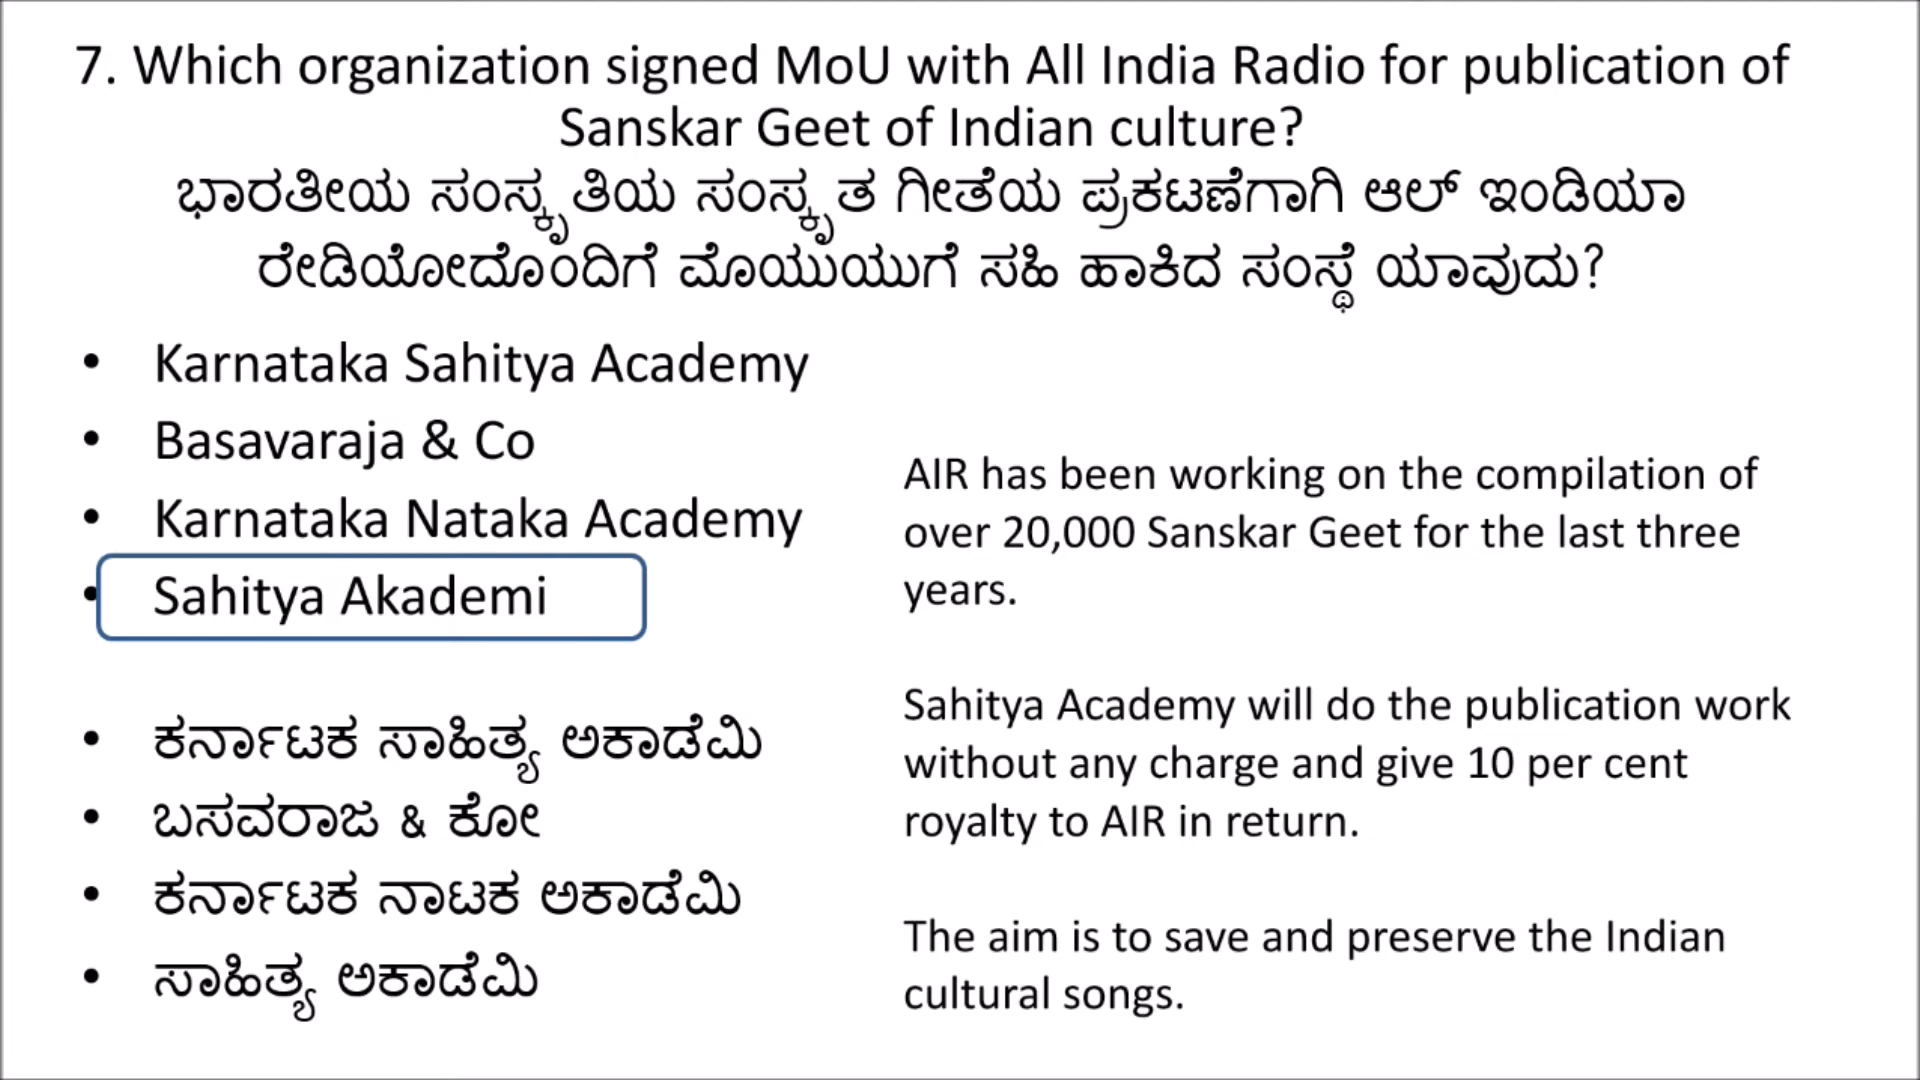 7. Which organization signed MoU with All India Radio for publication of
Sanskar Geet of Indian culture?
ಭಾರತೀಯ ಸಂಸ್ಕೃತಿಯ ಸಂಸ್ಕೃತ ಗೀತೆಯ ಪ್ರಕಟಣೆಗಾಗಿ ಆಲ್ ಇಂಡಿಯಾ
ರೇಡಿಯೋದೊಂದಿಗೆ ಮೊಯುಯುಗೆ ಸಹಿ ಹಾಕಿದ ಸಂಸ್ಥೆ ಯಾವುದು?
• Karnataka Sahitya Academy
• Basavaraja & Co
• Karnataka Nataka Academy
• Sahitya Akademi
• ಕರ್ನಾಟಕ ಸಾಹಿತ್ಯ ಅಕಾಡೆಮಿ
• ಬಸವರಾಜ & ಕೋ
• ಕರ್ನಾಟಕ ನಾಟಕ ಅಕಾಡೆಮಿ
• ಸಾಹಿತ್ಯ ಅಕಾಡೆಮಿ
AIR has been working on the compilation of
over 20,000 Sanskar Geet for the last three
years.
Sahitya Academy will do the publication work
without any charge and give 10 per cent
royalty to AIR in return.
The aim is to save and preserve the Indian
cultural songs.